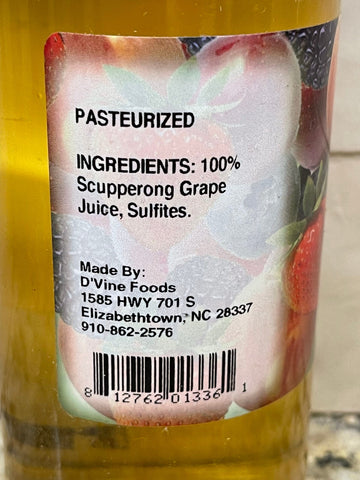 PASTEURIZED
INGREDIENTS: 100%
Scupperong Grape
Juice, Sulfites.
Made By:
D'Vine Foods
1585 HWY 701 S
Elizabethtown, NC 28337
910-862-2576
8 12762 01336 1